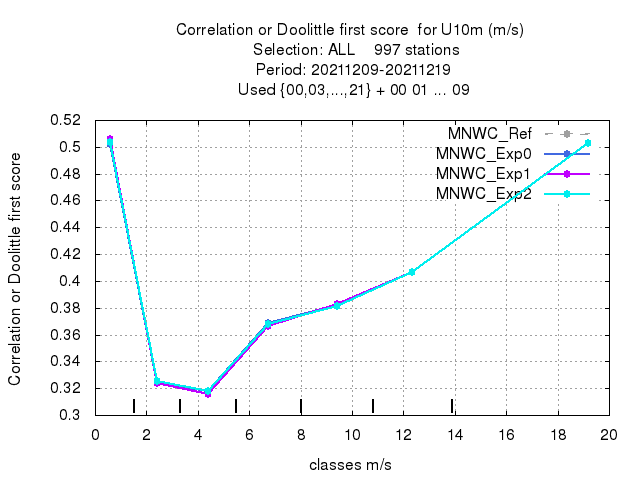 Correlation or Doolittle first score  for U10m (m/s)
Selection: ALL    997 stations
Period: 20211209-20211219
Used {00,03,...,21} + 00 01 ... 09
Correlation or Doolittle first score
0.52
0.5
0.48
0.46
0.44
0.42
0.4
0.38
0.36
0.34
0.32
0.3
MNWC_Ref
MNWC_Exp0
MNWC_Exp1
MNWC_Exp2
0 2 4 6 8 10 12 14 16 18 20
classes m/s